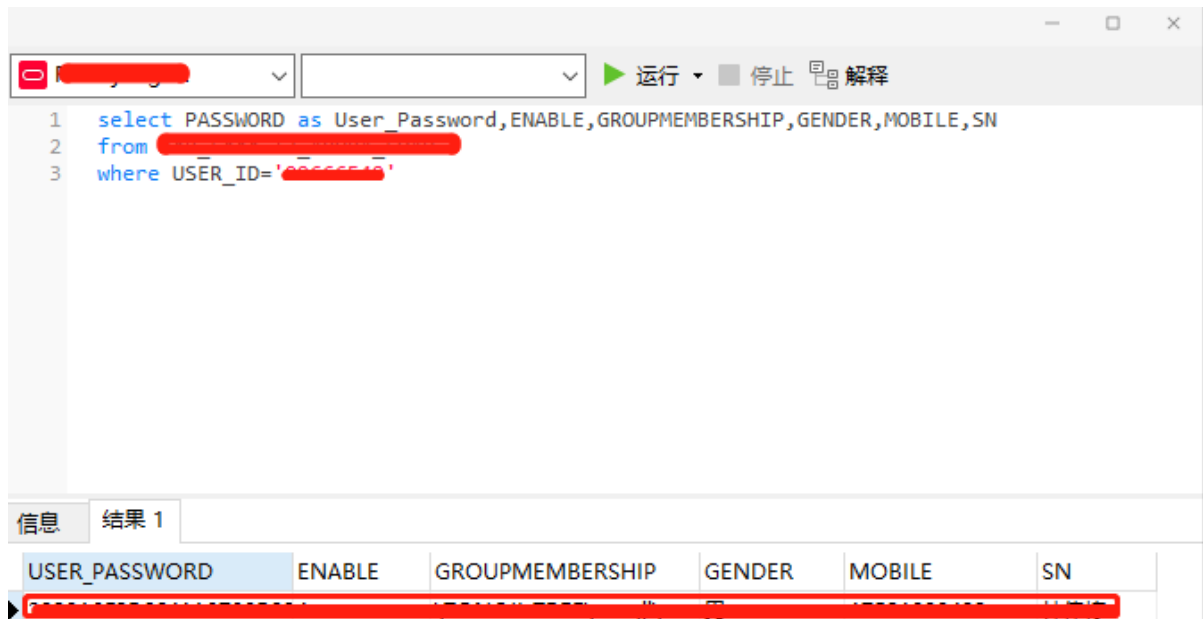 运行 停止 解释
1 select PASSWORD as User_Password,ENABLE,GROUPMEMBERSHIP,GENDER,MOBILE,SN
2 from
3 where USER_ID=' '
信息 结果 1
USER_PASSWORD ENABLE GROUPMEMBERSHIP GENDER MOBILE SN